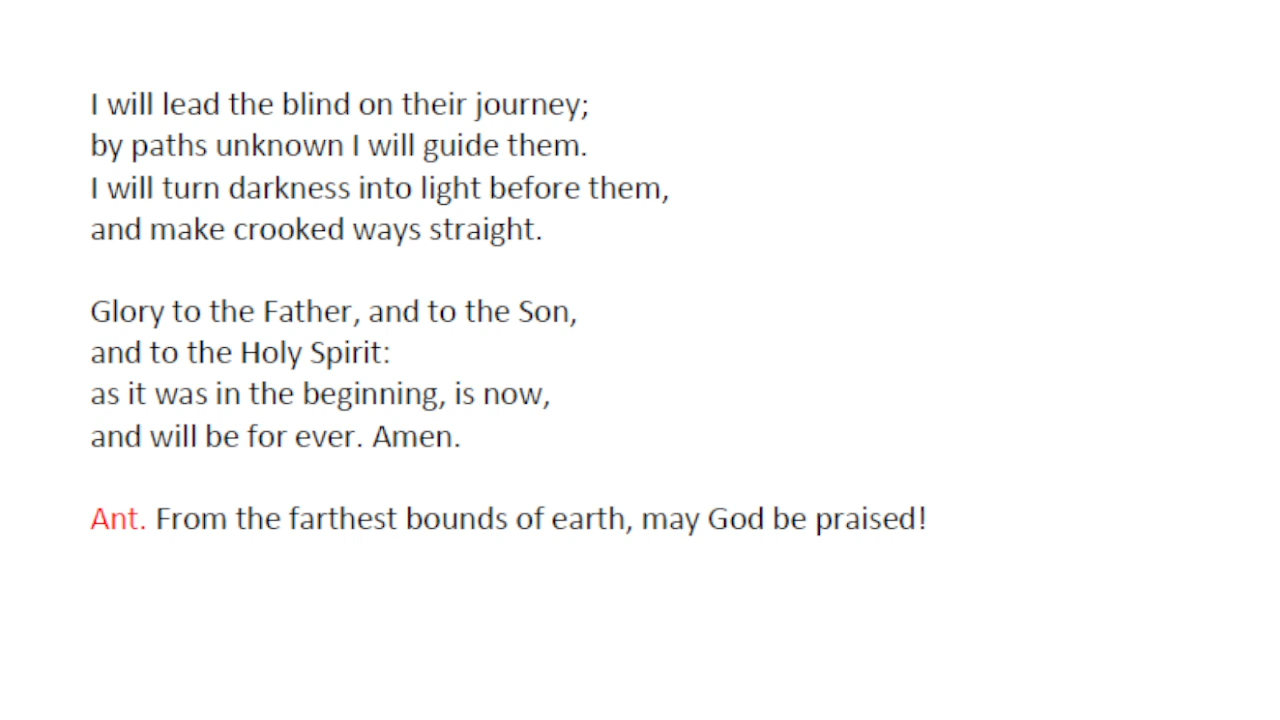 I will lead the blind on their journey;
by paths unknown I will guide them.
I will turn darkness into light before them,
and make crooked ways straight.
Glory to the Father, and to the Son,
and to the Holy Spirit:
as it was in the beginning, is now,
and will be for ever. Amen.
Ant. From the farthest bounds of earth, may God be praised!